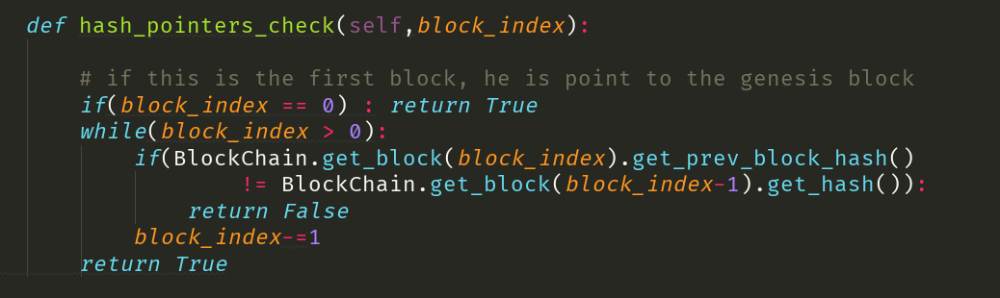 def hash_pointers_check(self,block_index):
# if this is the first block, he is point to the genesis block
if(block_index == 0) : return True
while(block_index > 0):
if(BlockChain.get_block(block_index).get_prev_block_hash()
!= BlockChain.get_block(block_index-1).get_hash()):
return False
block_index-=1
return True